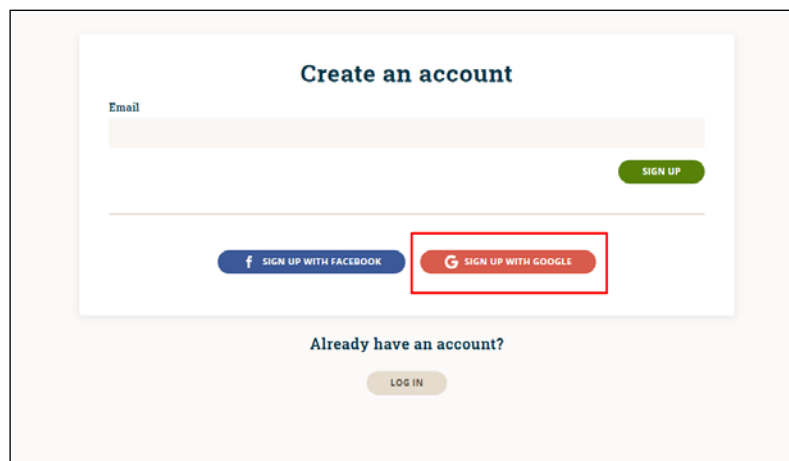 Create an account
Email
SIGN UP
f SIGN UP WITH FACEBOOK
G SIGN UP WITH GOOGLE
Already have an account?
LOG IN